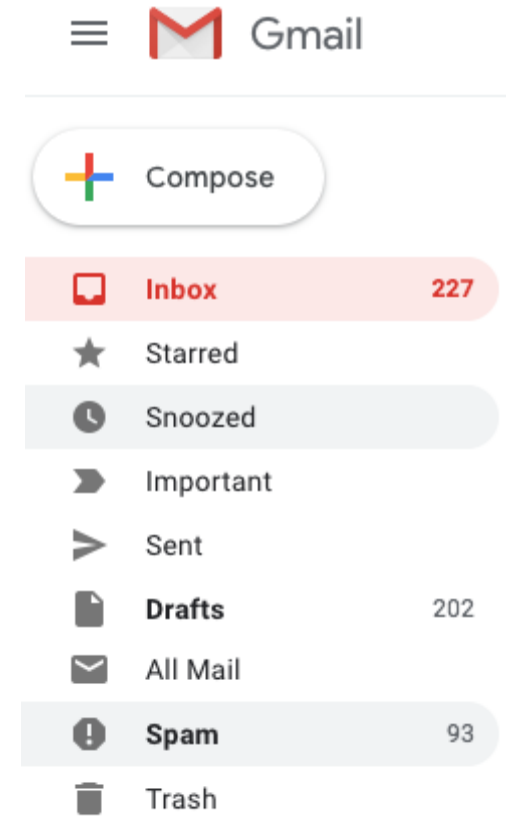 Gmail
Compose
Inbox 227
Starred
Snoozed
Important
Sent
Drafts 202
All Mail
Spam 93
Trash